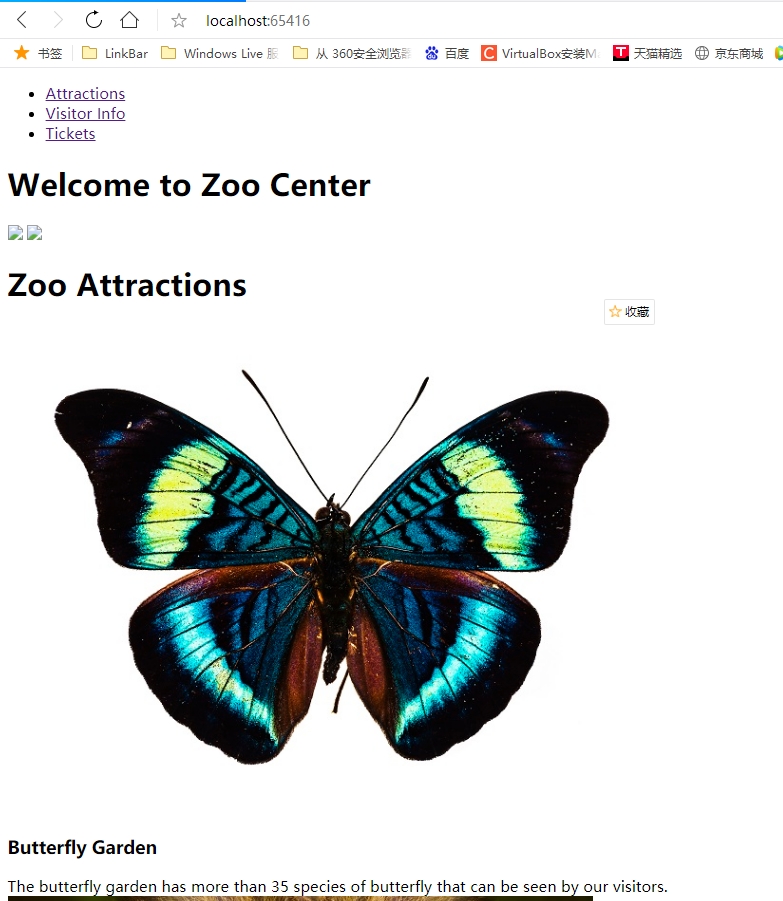 localhost:65416
书签 LinkBar Windows Live 服 从 360安全浏览器 百度 VirtualBox安装M 天猫精选 京东商城
Attractions
Visitor Info
Tickets
Welcome to Zoo Center
Zoo Attractions
收藏
Butterfly Garden
The butterfly garden has more than 35 species of butterfly that can be seen by our visitors.